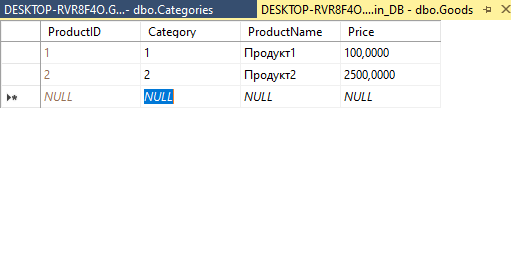 DESKTOP-RVR8F4O.G...- dbo.Categories DESKTOP-RVR8F4O....in_DB - dbo.Goods
ProductID Category ProductName Price
1 1 Продукт1 100,0000
2 2 Продукт2 2500,0000
NULL NULL NULL NULL